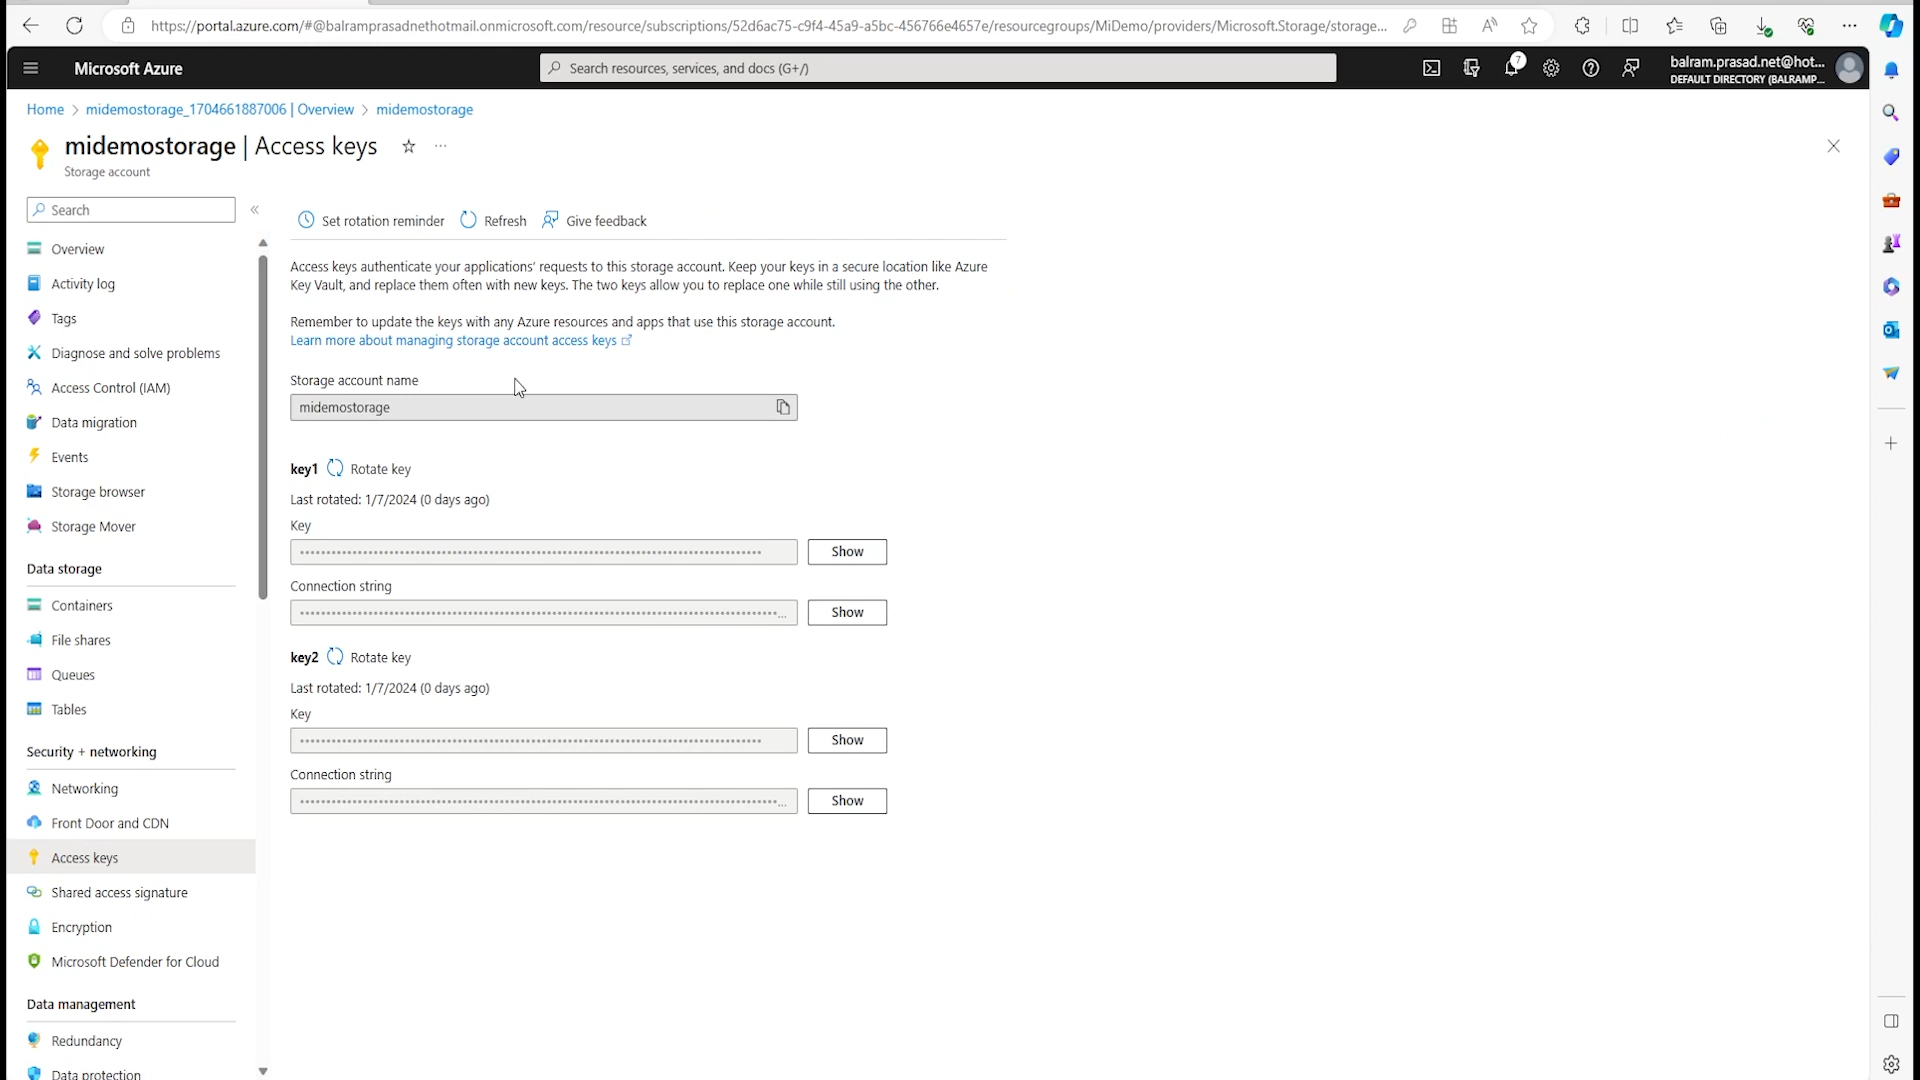 https://portal.azure.com/#@balramprasadnethotmail.onmicrosoft.com/resource/subscriptions/52d6ac75-c9f4-45a9-a5bc-456766e4657e/resourcegroups/MiDemo/providers/Microsoft.Storage/storage...
Microsoft Azure
Search resources, services, and docs (G+/)
7
balram.prasad.net@hot...
DEFAULT DIRECTORY (BALRAMP...
Home > midemostorage_1704661887006 | Overview > midemostorage
midemostorage | Access keys
Storage account
Search
Set rotation reminder Refresh Give feedback
Overview
Activity log
Tags
Diagnose and solve problems
Access Control (IAM)
Data migration
Events
Storage browser
Storage Mover
Data storage
Containers
File shares
Queues
Tables
Security + networking
Networking
Front Door and CDN
Access keys
Shared access signature
Encryption
Microsoft Defender for Cloud
Data management
Redundancy
Data protection
Access keys authenticate your applications' requests to this storage account. Keep your keys in a secure location like Azure
Key Vault, and replace them often with new keys. The two keys allow you to replace one while still using the other.
Remember to update the keys with any Azure resources and apps that use this storage account.
Learn more about managing storage account access keys
Storage account name
midemostorage
key1 Rotate key
Last rotated: 1/7/2024 (0 days ago)
Key
Show
Connection string
Show
key2 Rotate key
Last rotated: 1/7/2024 (0 days ago)
Key
Show
Connection string
Show